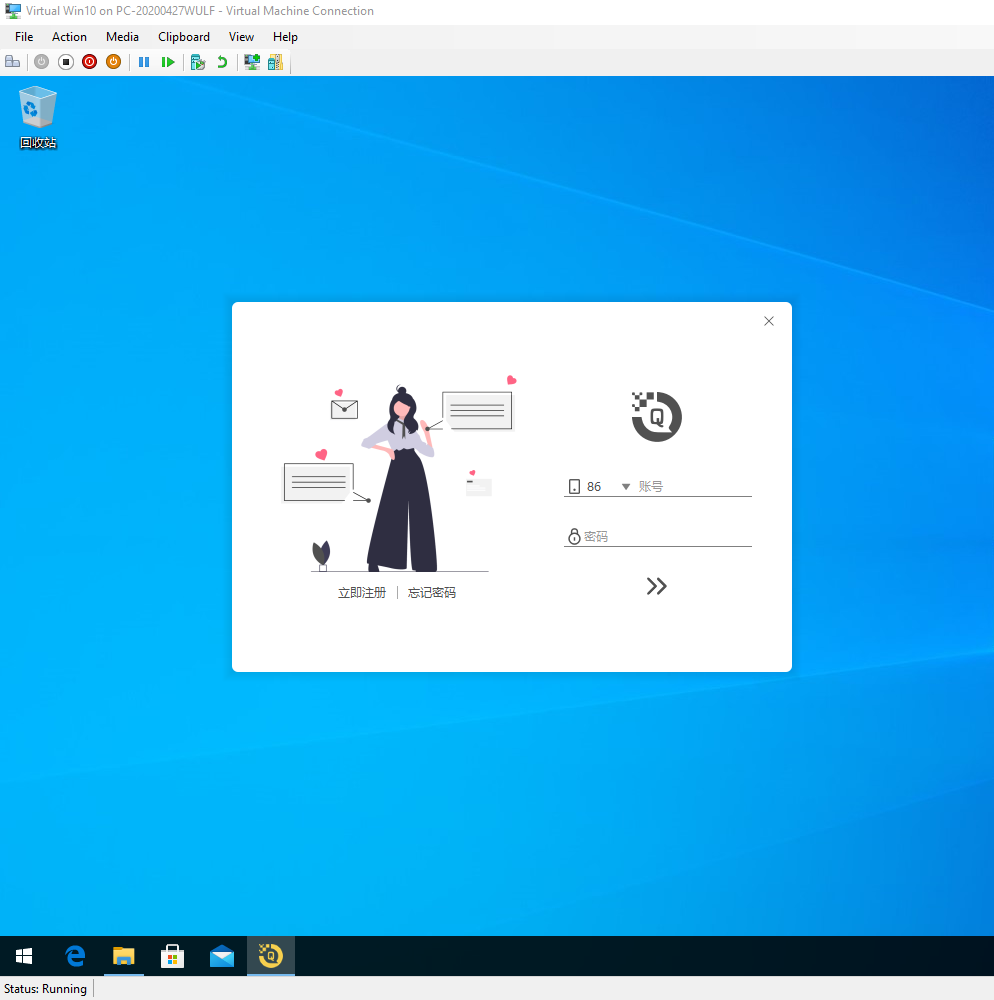 Virtual Win10 on PC-20200427WULF - Virtual Machine Connection
File Action Media Clipboard View Help
回收站
Q
86 账号
密码
立即注册 | 忘记密码
Q
Status: Running